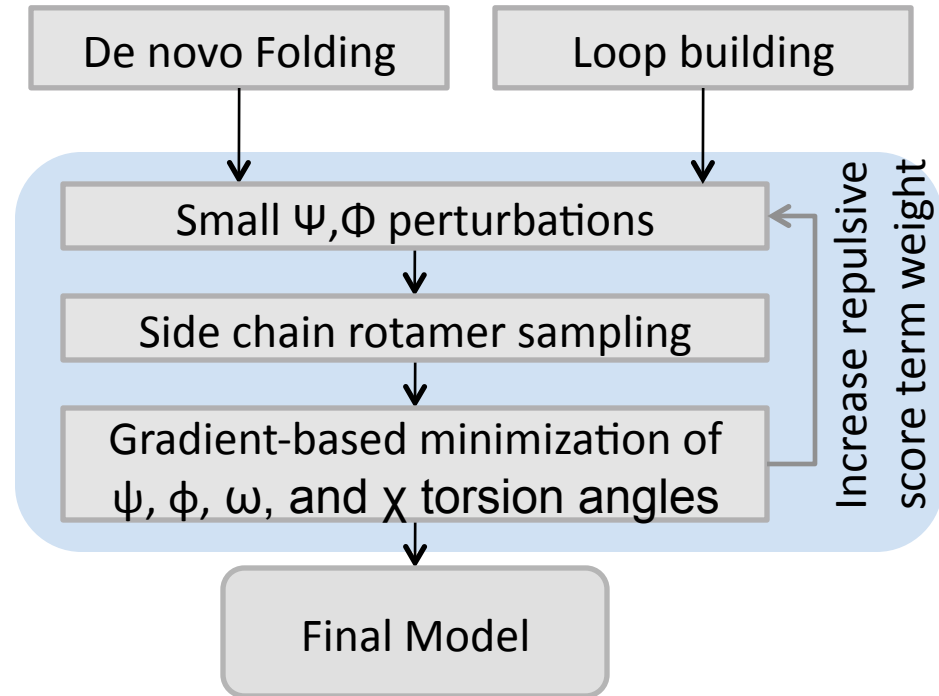 De novo Folding
Loop building
Small Ψ,Φ perturbations
Side chain rotamer sampling
Gradient-based minimization of
ψ, ϕ, ω, and χ torsion angles
Increase repulsive
score term weight
Final Model